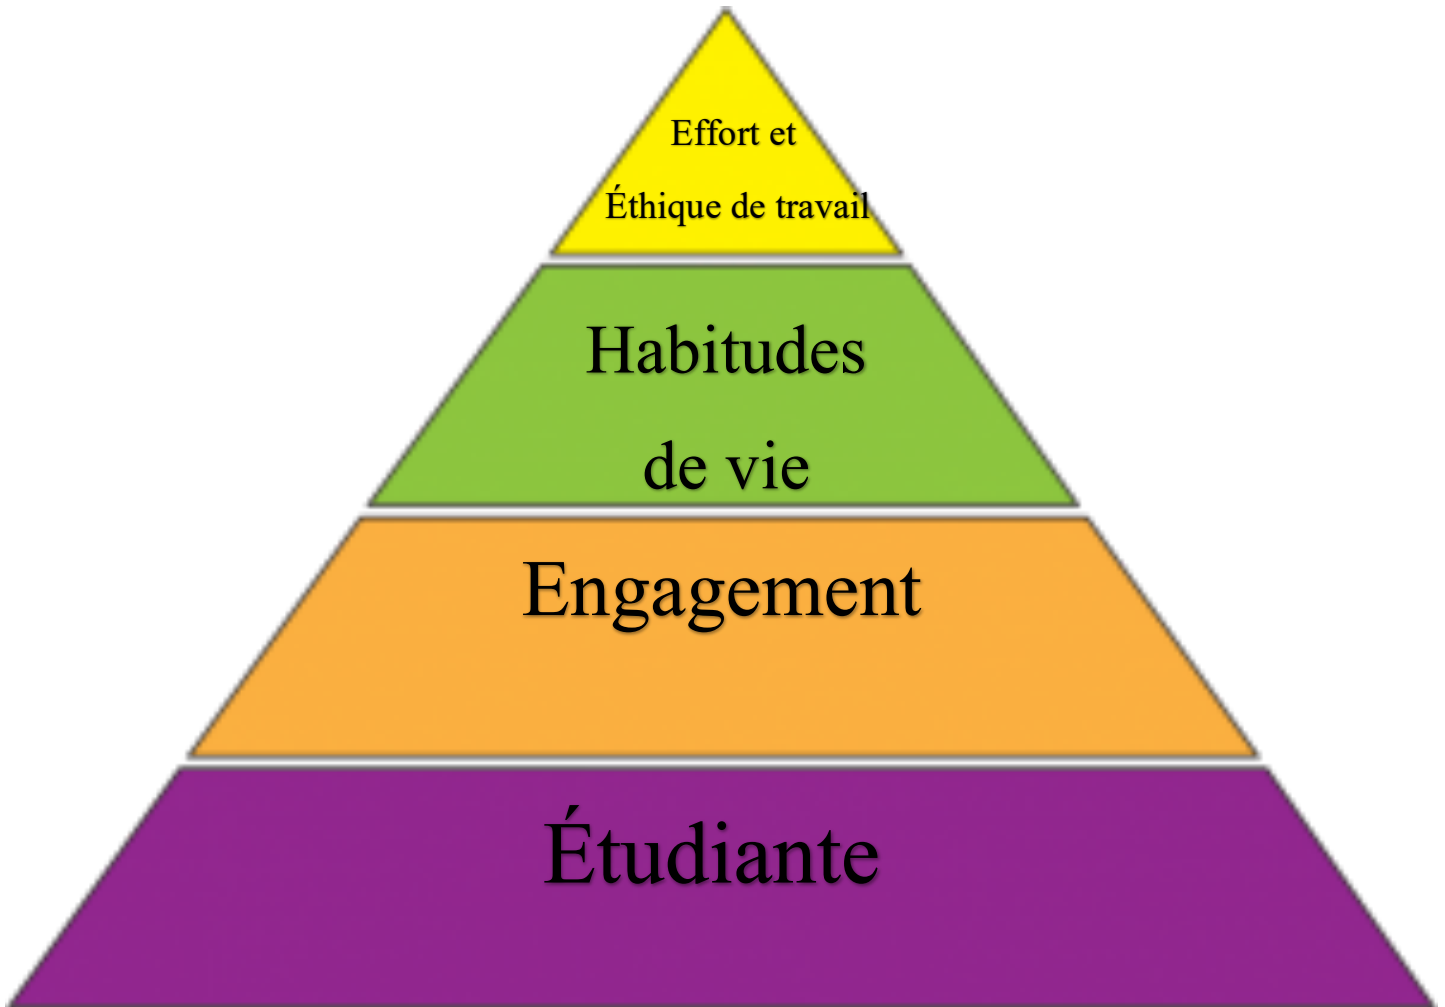 Effort et
Éthique de travail
Habitudes
de vie
Engagement
Étudiante